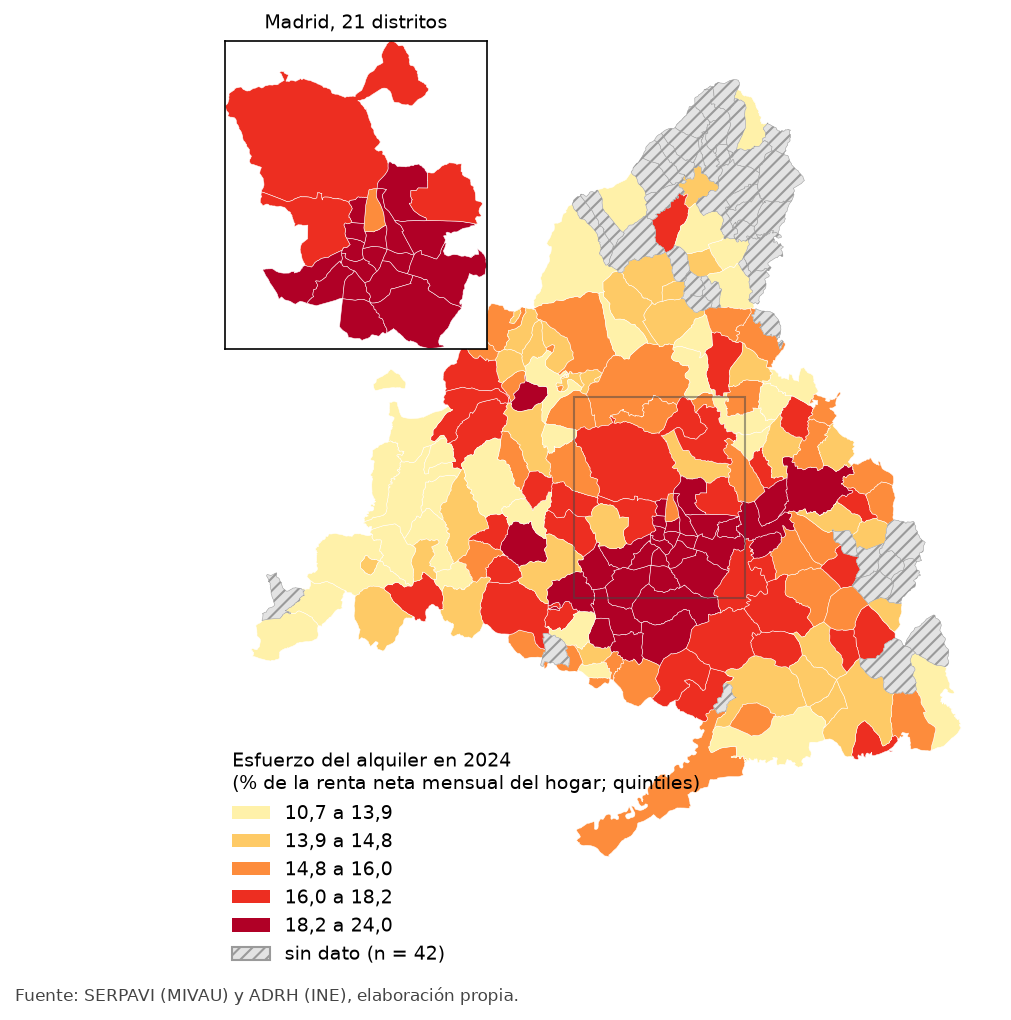 Madrid, 21 distritos
Esfuerzo del alquiler en 2024
(% de la renta neta mensual del hogar; quintiles)
10,7 a 13,9
13,9 a 14,8
14,8 a 16,0
16,0 a 18,2
18,2 a 24,0
sin dato (n = 42)
Fuente: SERPAVI (MIVAU) y ADRH (INE), elaboración propia.